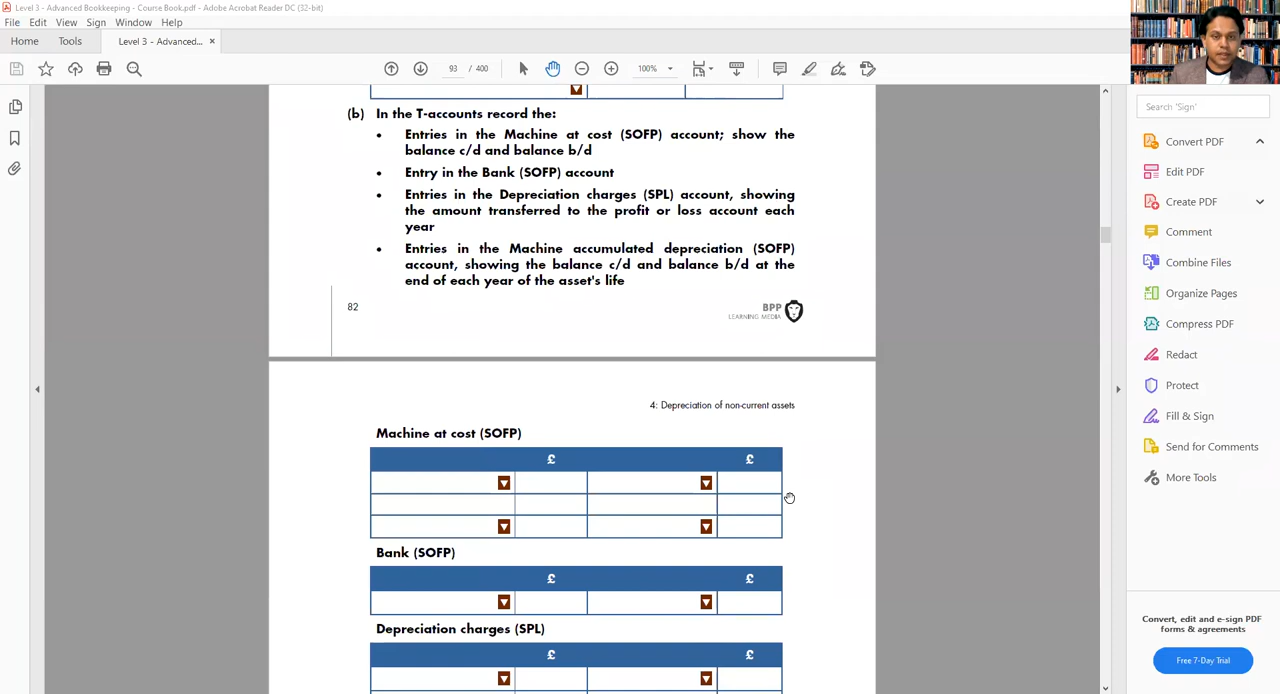 Level 3 - Advanced Bookkeeping - Course Book.pdf - Adobe Acrobat Reader DC (32-bit)
File Edit View Sign Window Help
Home Tools Level 3 - Advanced... ×
93 / 400 100%
(b) In the T-accounts record the:
• Entries in the Machine at cost (SOFP) account; show the
balance c/d and balance b/d
• Entry in the Bank (SOFP) account
• Entries in the Depreciation charges (SPL) account, showing
the amount transferred to the profit or loss account each
year
• Entries in the Machine accumulated depreciation (SOFP)
account, showing the balance c/d and balance b/d at the
end of each year of the asset's life
82
BPP
LEARNING MEDIA
4: Depreciation of non-current assets
Machine at cost (SOFP)
£ £
Bank (SOFP)
£ £
Depreciation charges (SPL)
£ £
Search 'Sign'
Convert PDF
Edit PDF
Create PDF
Comment
Combine Files
Organize Pages
Compress PDF
Redact
Protect
Fill & Sign
Send for Comments
More Tools
Convert, edit and e-sign PDF
forms & agreements
Free 7-Day Trial